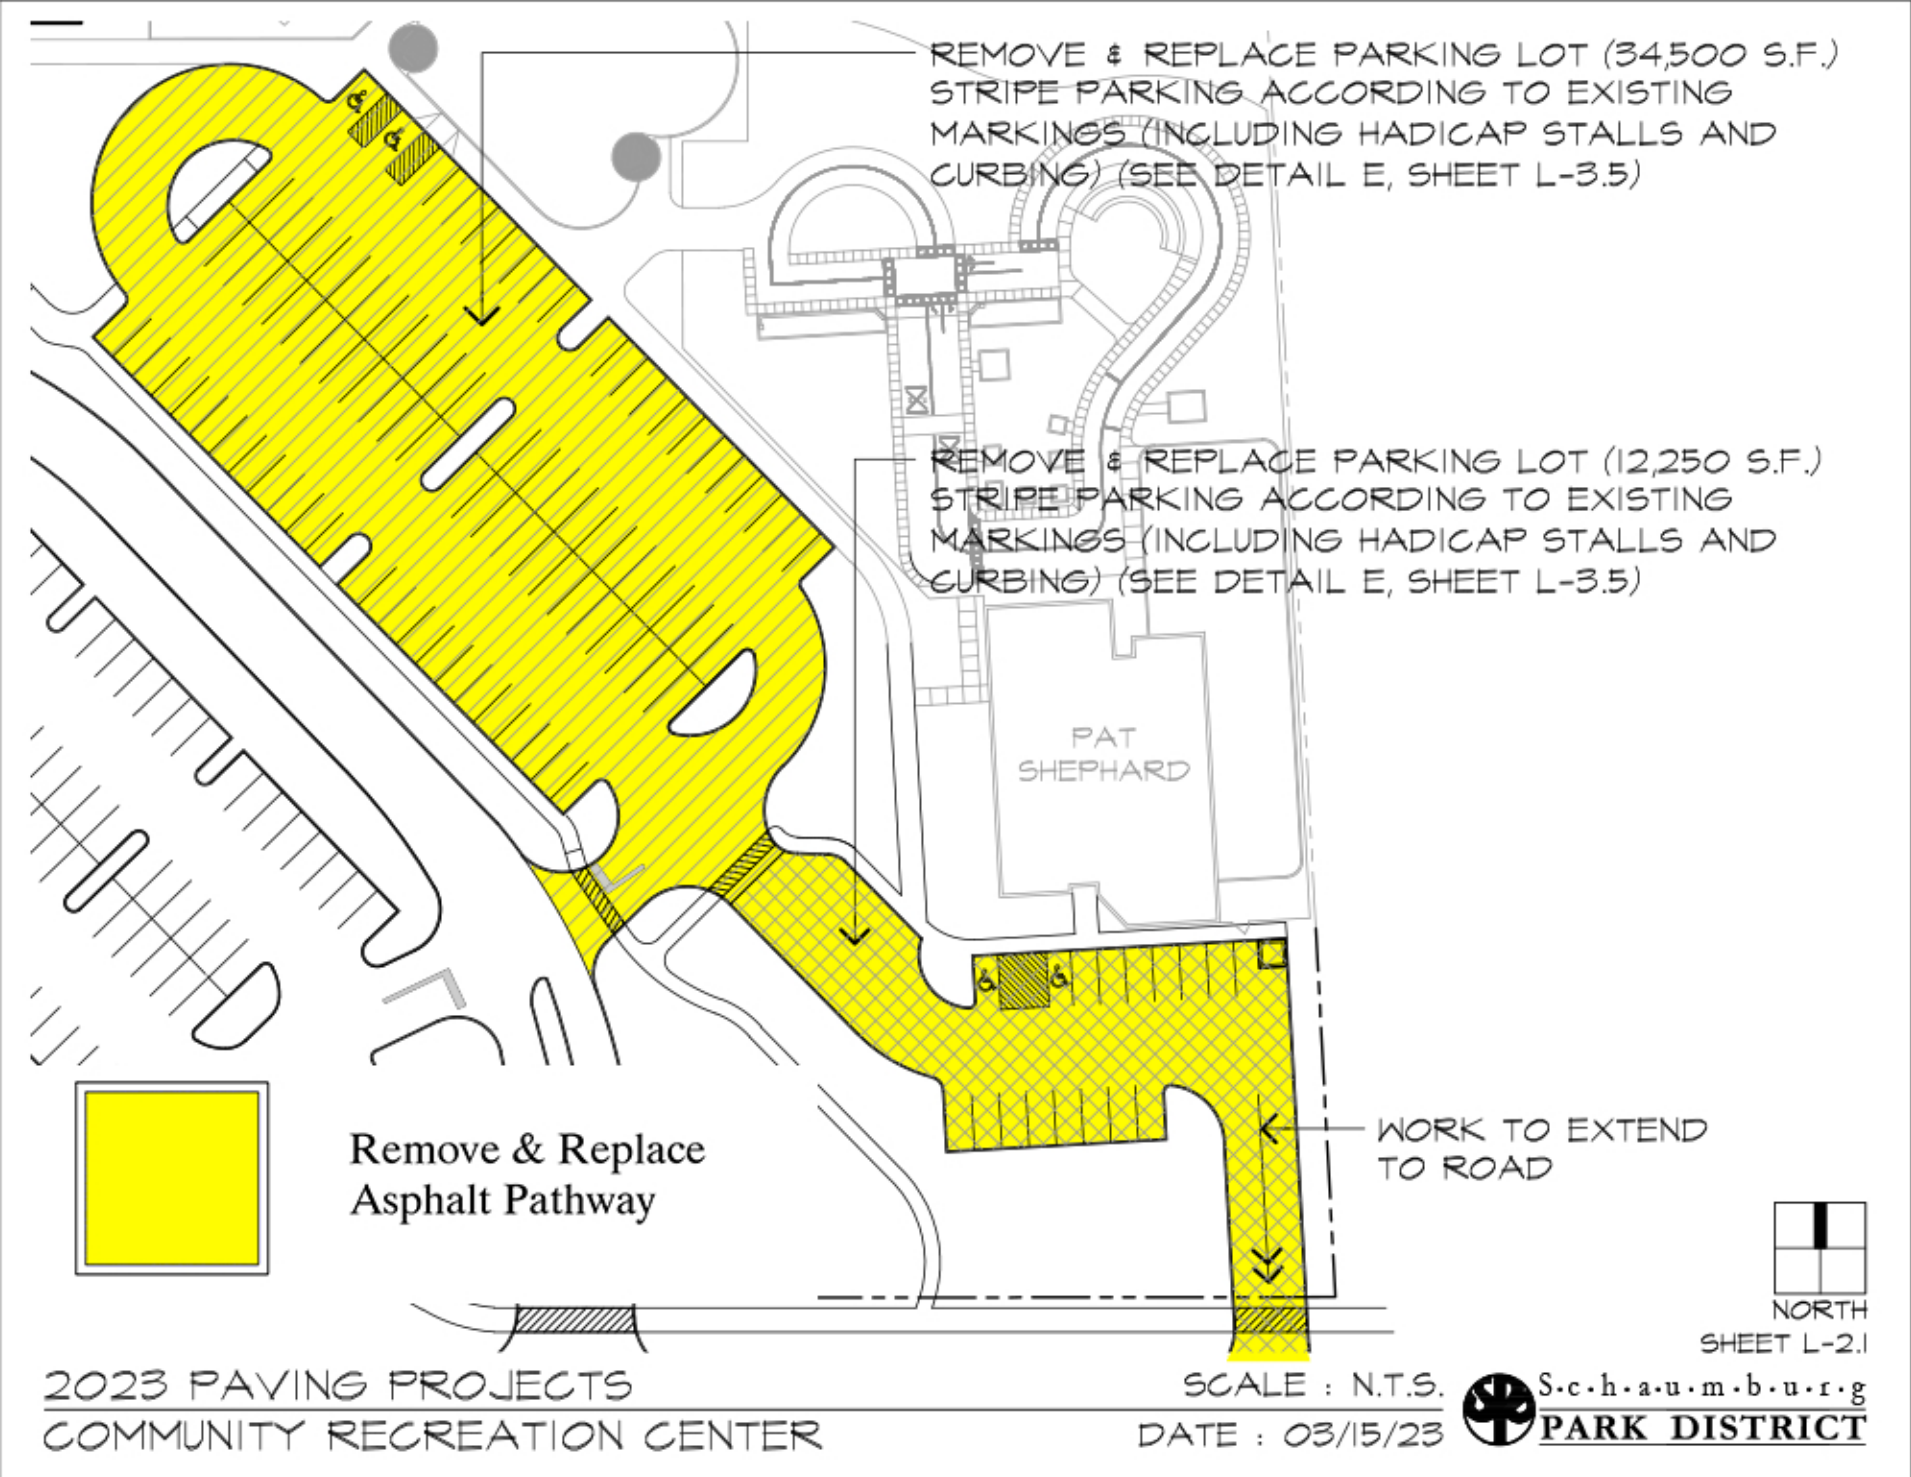 REMOVE & REPLACE PARKING LOT (34,500 S.F.)
STRIPE PARKING ACCORDING TO EXISTING
MARKINGS (INCLUDING HADICAP STALLS AND
CURBING) (SEE DETAIL E, SHEET L-3.5)
REMOVE & REPLACE PARKING LOT (12,250 S.F.)
STRIPE PARKING ACCORDING TO EXISTING
MARKINGS (INCLUDING HADICAP STALLS AND
CURBING) (SEE DETAIL E, SHEET L-3.5)
PAT
SHEPHARD
WORK TO EXTEND
TO ROAD
Remove & Replace
Asphalt Pathway
NORTH
SHEET L-2.1
2023 PAVING PROJECTS
COMMUNITY RECREATION CENTER
SCALE : N.T.S.
DATE : 03/15/23
S·c·h·a·u·m·b·u·r·g
PARK DISTRICT